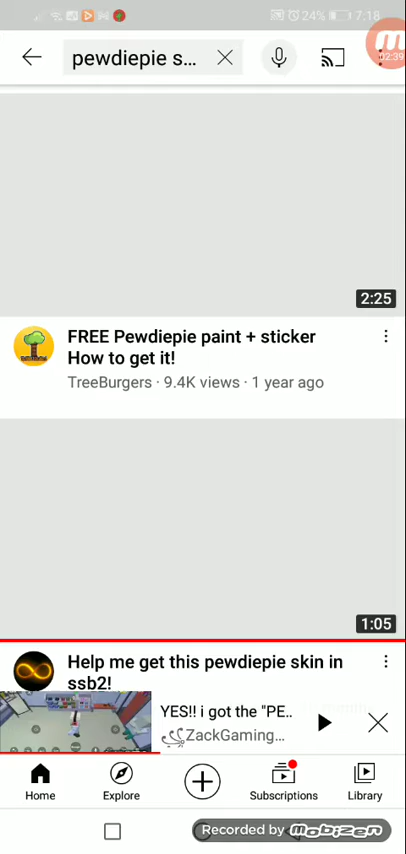 24% 7:18
pewdiepie s...
02:39
2:25
FREE Pewdiepie paint + sticker
How to get it!
TreeBurgers · 9.4K views · 1 year ago
1:05
Help me get this pewdiepie skin in
ssb2!
YES!! i got the "PE..
ZackGaming...
Home Explore Subscriptions Library
Recorded by mobizen